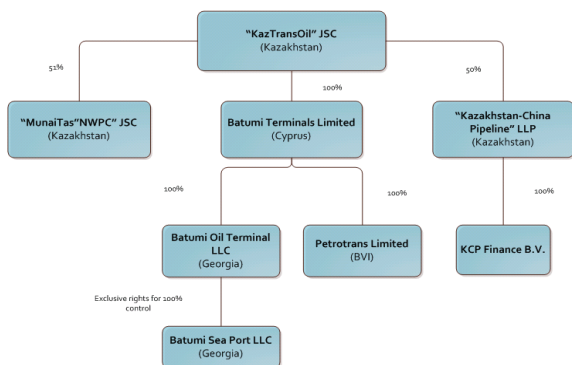 "KazTransOil" JSC
(Kazakhstan)
51%
100%
50%
"MunaiTas"NWPC" JSC
(Kazakhstan)
Batumi Terminals Limited
(Cyprus)
"Kazakhstan-China
Pipeline" LLP
(Kazakhstan)
100%
100%
100%
Batumi Oil Terminal
LLC
(Georgia)
Petrotrans Limited
(BVI)
KCP Finance B.V.
Exclusive rights for 100%
control
Batumi Sea Port LLC
(Georgia)